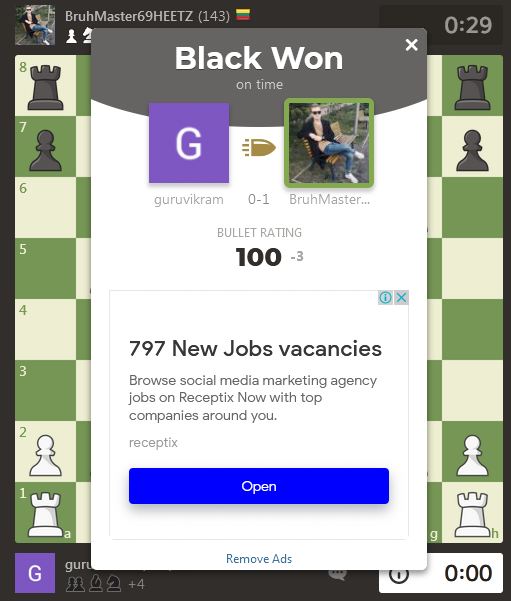 BruhMaster69HEETZ (143)
0:29
Black Won
on time
G
guruvikram
0-1
BruhMaster...
BULLET RATING
100 -3
797 New Jobs vacancies
Browse social media marketing agency
jobs on Receptix Now with top
companies around you.
receptix
Open
Remove Ads
8
7
6
5
4
3
2
1
a
g
h
G
guru
+4
0:00